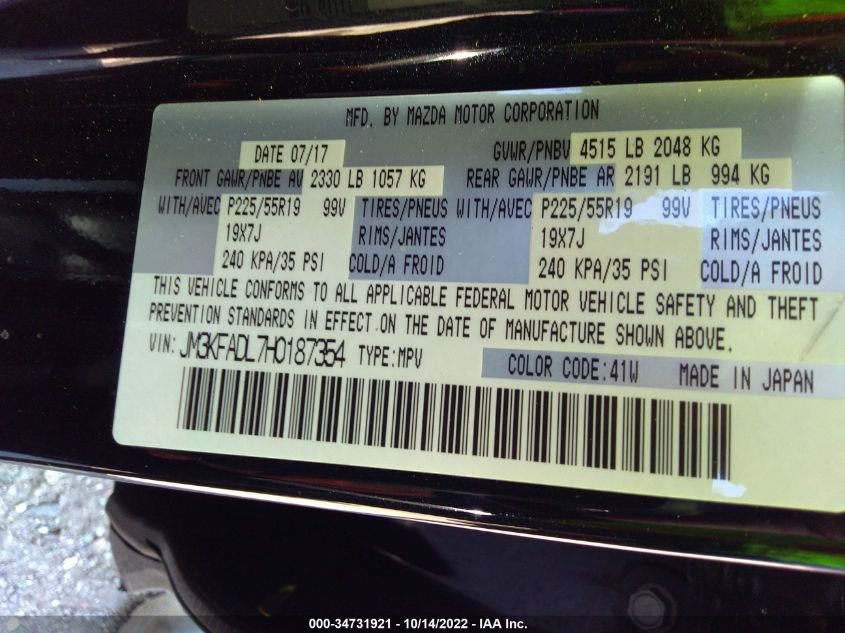 MFD. BY MAZDA MOTOR CORPORATION
DATE 07/17 GVWR/PNBV 4515 LB 2048 KG
FRONT GAWR/PNBE AV 2330 LB 1057 KG REAR GAWR/PNBE AR 2191 LB 994 KG
WITH/AVEC P225/55R19 99V TIRES/PNEUS WITH/AVEC P225/55R19 99V TIRES/PNEUS
19X7J RIMS/JANTES 19X7J RIMS/JANTES
240 KPA/35 PSI COLD/A FROID 240 KPA/35 PSI COLD/A FROID
THIS VEHICLE CONFORMS TO ALL APPLICABLE FEDERAL MOTOR VEHICLE SAFETY AND THEFT
PREVENTION STANDARDS IN EFFECT ON THE DATE OF MANUFACTURE SHOWN ABOVE.
VIN: JM3KFADL7H0187354 TYPE:MPV COLOR CODE:41W MADE IN JAPAN
000-34731921 - 10/14/2022 - IAA Inc.